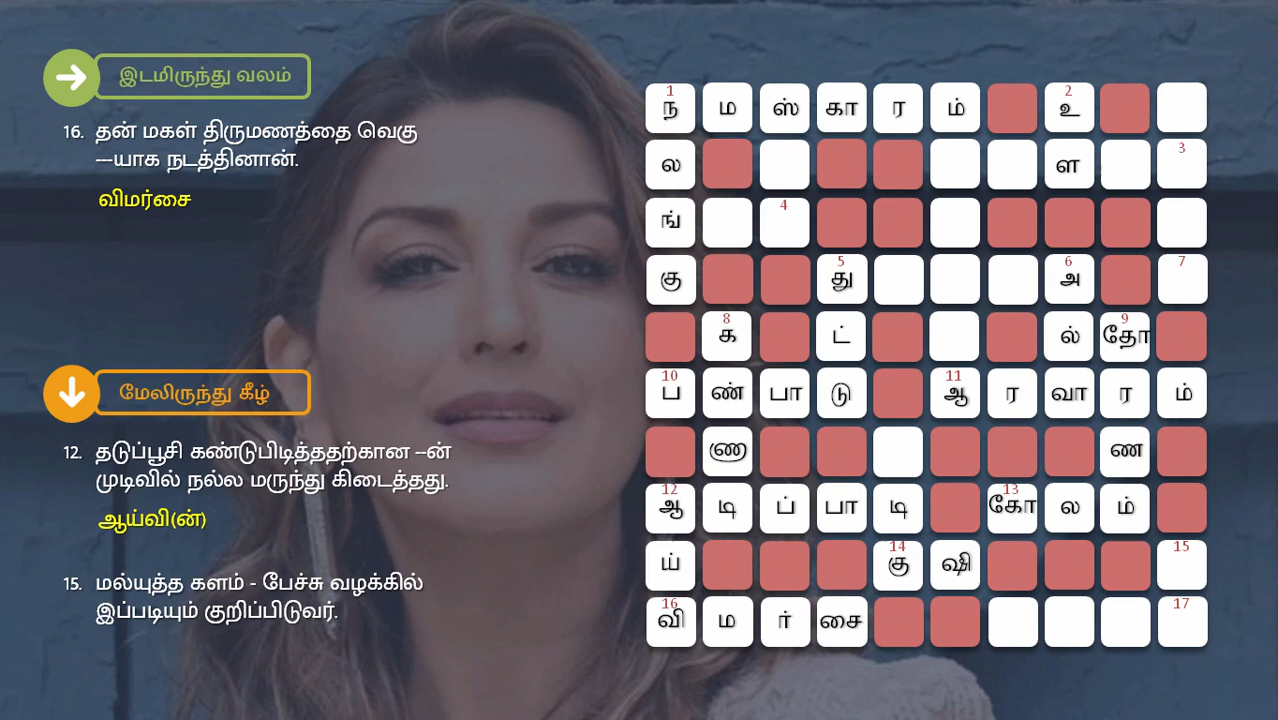 இடமிருந்து வலம்
16. தன் மகள் திருமணத்தை வெகு
---யாக நடத்தினான்.
விமர்சை
மேலிருந்து கீழ்
12. தடுப்பூசி கண்டுபிடித்ததற்கான --ன்
முடிவில் நல்ல மருந்து கிடைத்தது.
ஆய்வி(ன்)
15. மல்யுத்த களம் - பேச்சு வழக்கில்
இப்படியும் குறிப்பிடுவர்.
1 2
ந ம ஸ் கா ர ம் உ
3
ல ள
4
ங்
5 6 7
கு து அ
8 9
க ட் ல் தோ
10 11
ப ண் பா டு ஆ ர வா ர ம்
ணு ண
12 13
ஆ டி ப் பா டி கோ ல ம்
14 15
ய் கு ஷி
16 17
வி ம ர் சை